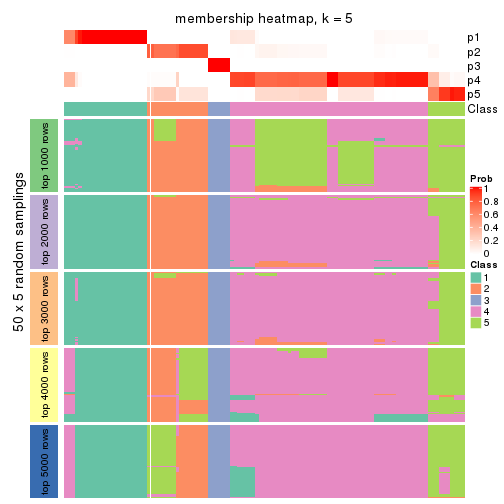 membership heatmap, k = 5
p1
p2
p3
p4
p5
Class
50 x 5 random samplings
top 1000 rows
top 2000 rows
top 3000 rows
top 4000 rows
top 5000 rows
Prob
1
0.8
0.6
0.4
0.2
0
Class
1
2
3
4
5